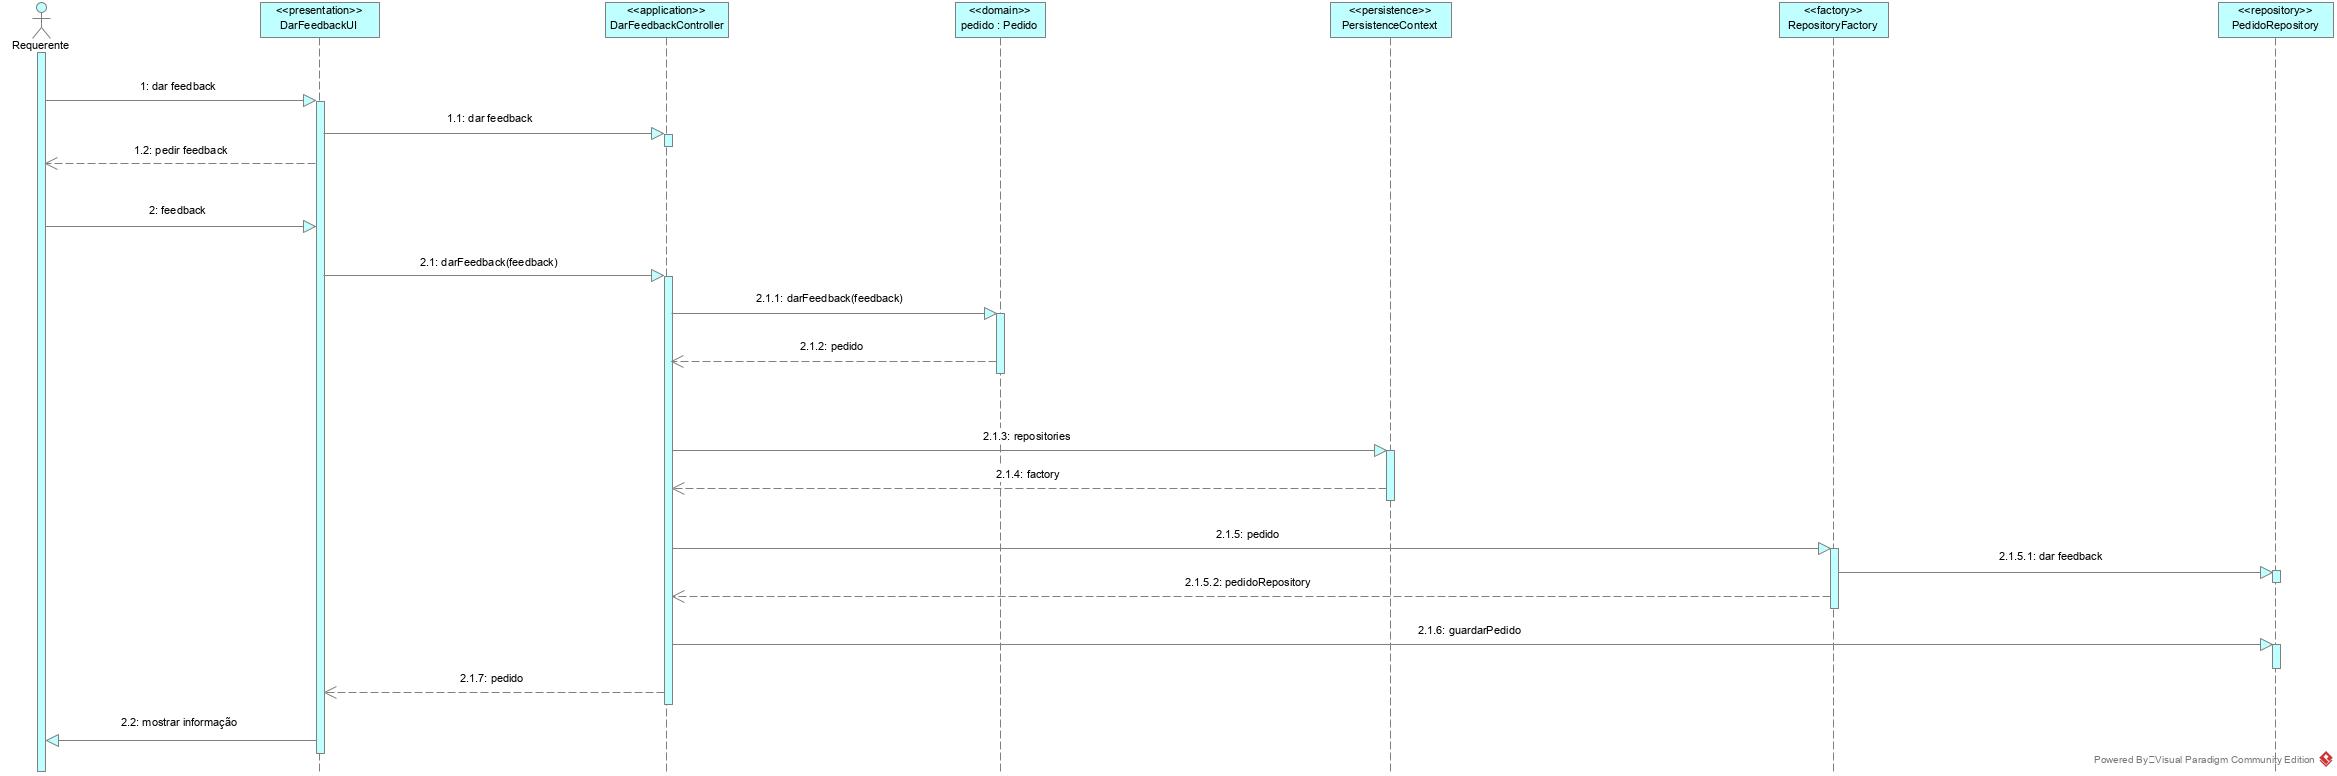 <<presentation>>
DarFeedbackUI
<<application>>
DarFeedbackController
<<domain>>
pedido : Pedido
<<persistence>>
PersistenceContext
<<factory>>
RepositoryFactory
<<repository>>
PedidoRepository
Requerente
1: dar feedback
1.1: dar feedback
1.2: pedir feedback
2: feedback
2.1: darFeedback(feedback)
2.1.1: darFeedback(feedback)
2.1.2: pedido
2.1.3: repositories
2.1.4: factory
2.1.5: pedido
2.1.5.1: dar feedback
2.1.5.2: pedidoRepository
2.1.6: guardarPedido
2.1.7: pedido
2.2: mostrar informação
Powered By Visual Paradigm Community Edition